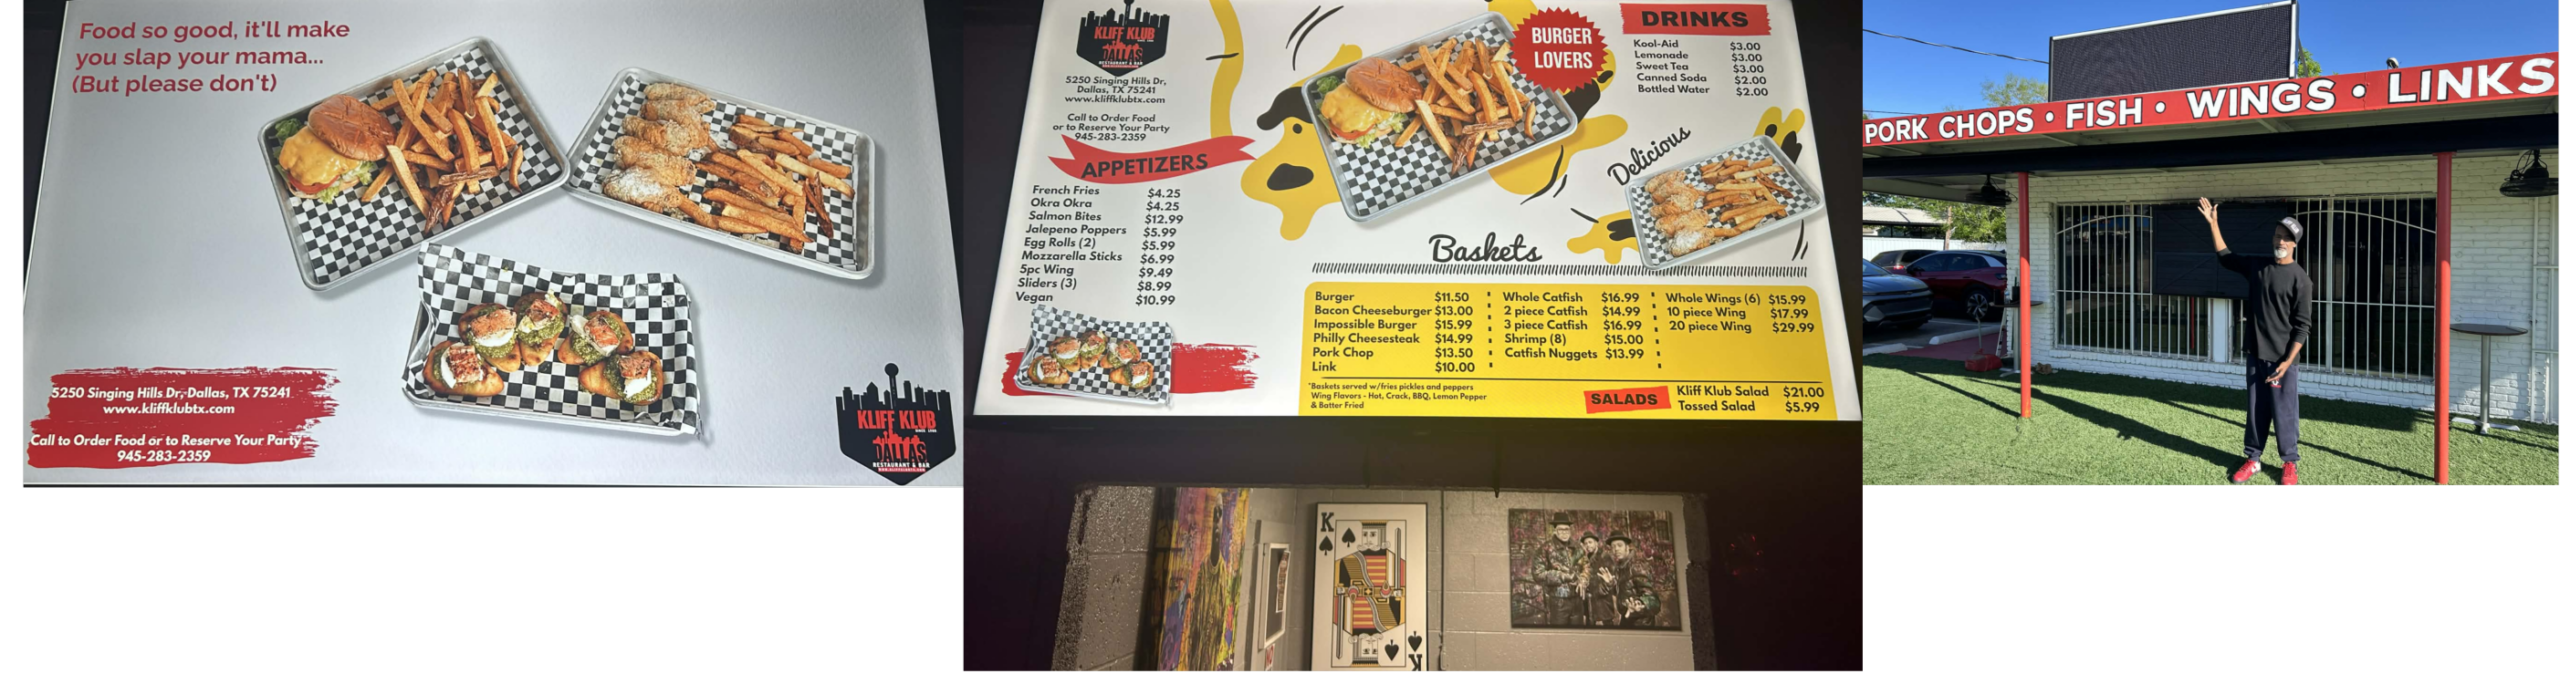 Food so good, it'll make
you slap your mama...
(But please don't)
5250 Singing Hills Dr, Dallas, TX 75241
www.kliffklubtx.com
Call to Order Food or to Reserve Your Party
945-283-2359
KLIFF KLUB
DALLAS
RESTAURANT & BAR
KLIFF KLUB
DALLAS
RESTAURANT & BAR
5250 Singing Hills Dr,
Dallas, TX 75241
www.kliffklubtx.com
Call to Order Food
or to Reserve Your Party
945-283-2359
APPETIZERS
French Fries $4.25
Okra Okra $4.25
Salmon Bites $12.99
Jalepeno Poppers $5.99
Egg Rolls (2) $5.99
Mozzarella Sticks $6.99
5pc Wing $9.49
Sliders (3) $8.99
Vegan $10.99
BURGER
LOVERS
DRINKS
Kool-Aid $3.00
Lemonade $3.00
Sweet Tea $3.00
Canned Soda $2.00
Bottled Water $2.00
Delicious
Baskets
Burger $11.50
Bacon Cheeseburger $13.00
Impossible Burger $15.99
Philly Cheesesteak $14.99
Pork Chop $13.50
Link $10.00
Whole Catfish $16.99
2 piece Catfish $14.99
3 piece Catfish $16.99
Shrimp (8) $15.00
Catfish Nuggets $13.99
Whole Wings (6) $15.99
10 piece Wing $17.99
20 piece Wing $29.99
*Baskets served w/fries pickles and peppers
Wing Flavors - Hot, Crack, BBQ, Lemon Pepper
& Batter Fried
SALADS
Kliff Klub Salad $21.00
Tossed Salad $5.99
K
K
PORK CHOPS • FISH • WINGS • LINKS